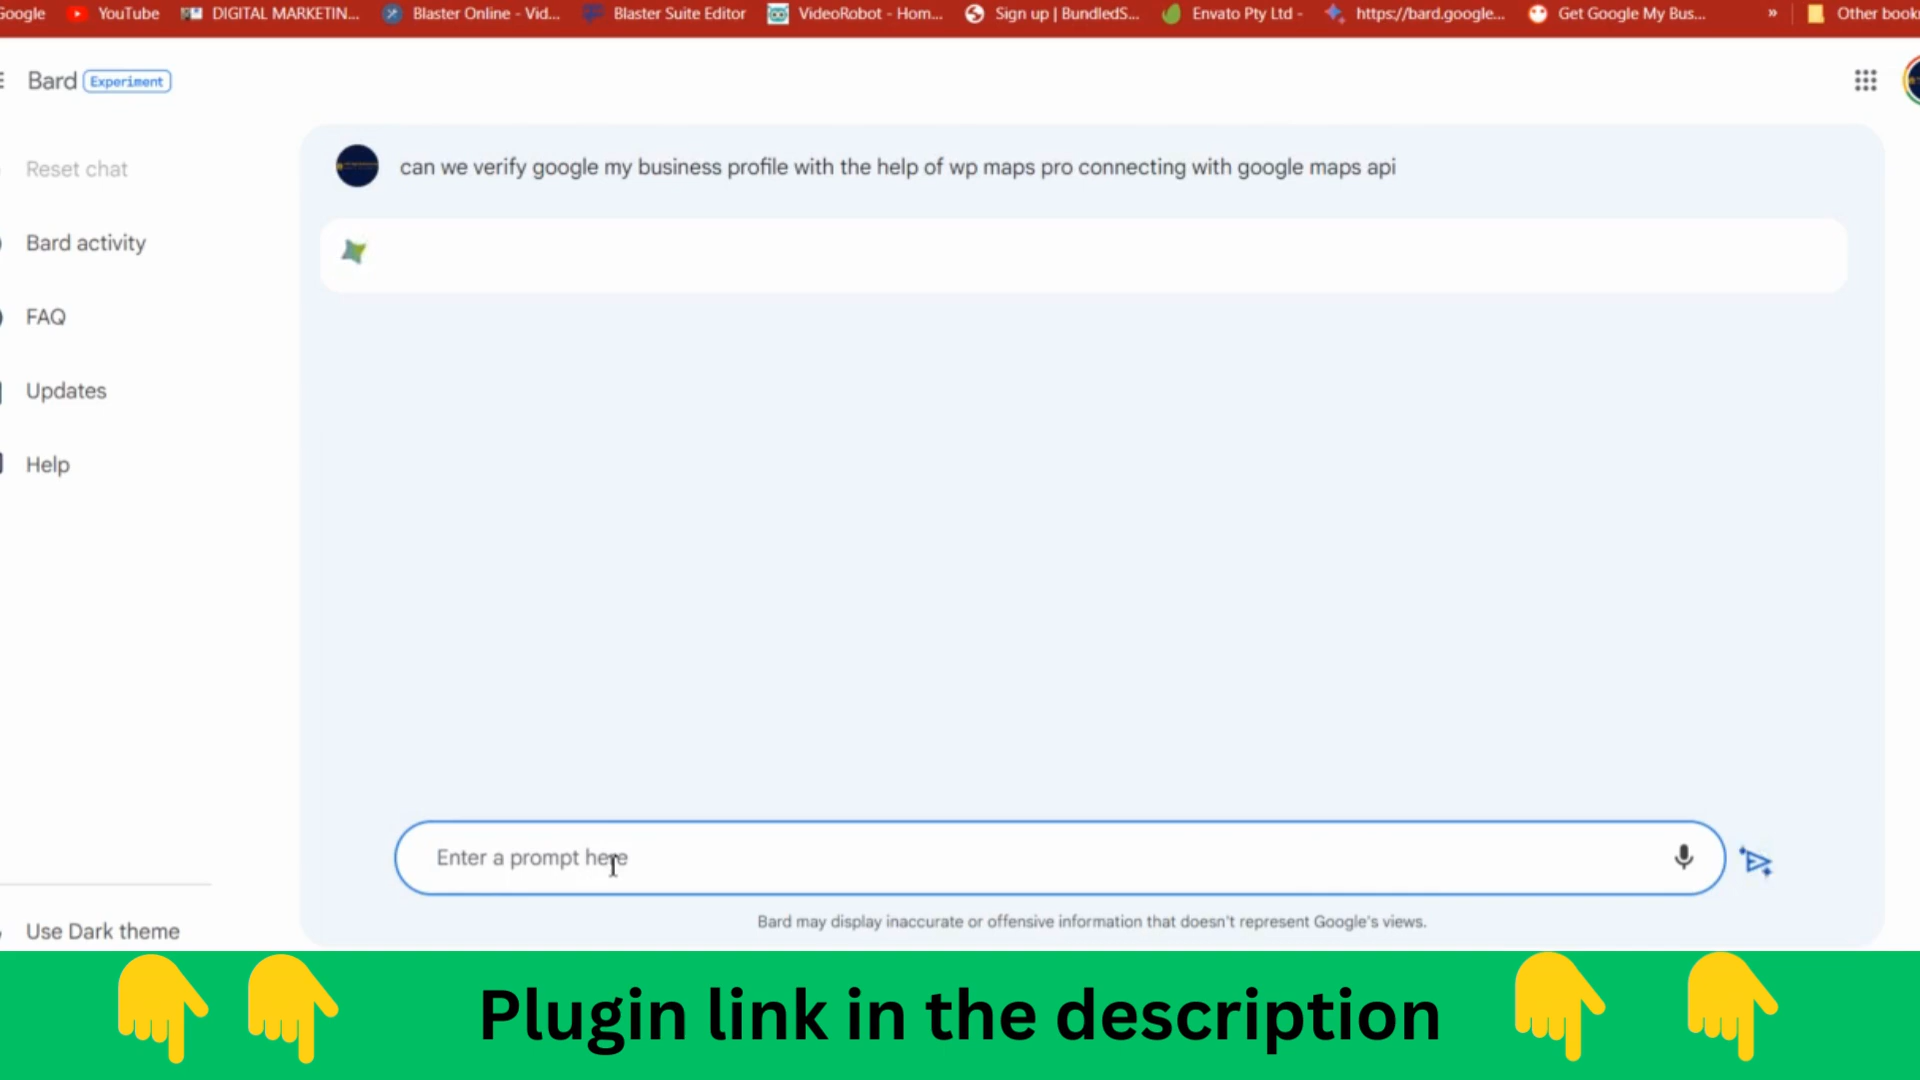 Google YouTube DIGITAL MARKETIN... Blaster Online - Vid... Blaster Suite Editor VideoRobot - Hom... Sign up | BundledS... Envato Pty Ltd - https://bard.google... Get Google My Bus... » Other book
Bard Experiment
Reset chat
can we verify google my business profile with the help of wp maps pro connecting with google maps api
Bard activity
FAQ
Updates
Help
Enter a prompt here
Bard may display inaccurate or offensive information that doesn't represent Google's views.
Use Dark theme
Plugin link in the description